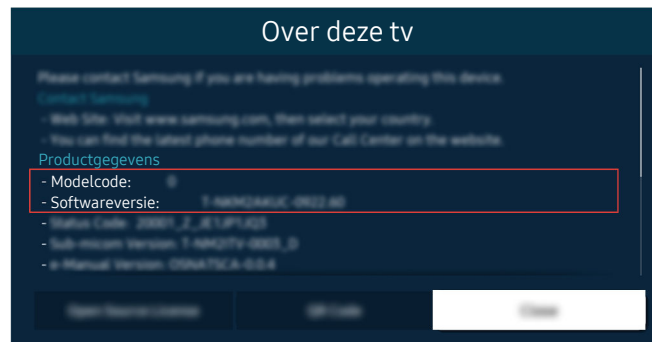 Over deze tv
Please contact Samsung if you are having problems operating this device.
Contact Samsung
- Web Site: Visit www.samsung.com, then select your country.
- You can find the latest phone number of our Call Center on the website.
Productgegevens
- Modelcode: 0
- Softwareversie:
- Status Code:
- Sub-micom Version:
- e-Manual Version:
Open Source License
QR Code
Close